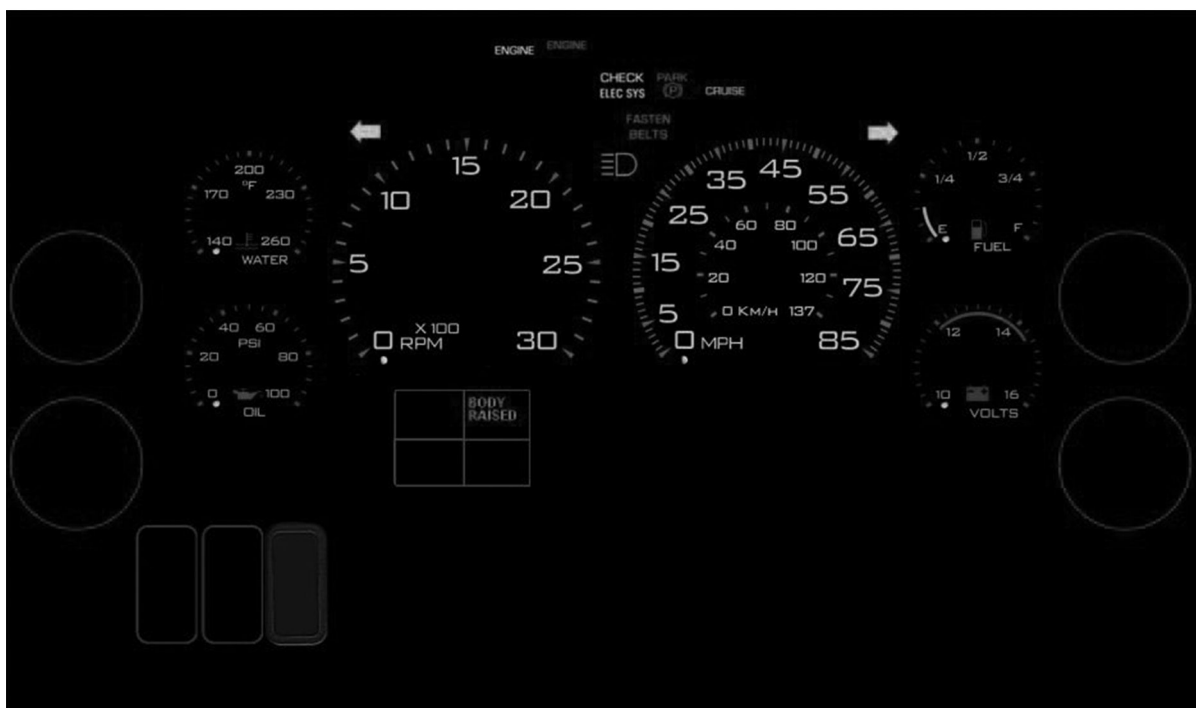 ENGINE ENGINE
CHECK
ELEC SYS
PARK
P
CRUISE
FASTEN
BELTS
200
°F
170 230
140 260
WATER
40 60
PSI
20 80
0 100
OIL
15
10 20
5 25
X 100
0 RPM 30
45
35 55
25 65
15 75
5
0 MPH 85
60 80
40 100
20 120
0 KM/H 137
1/2
1/4 3/4
E F
FUEL
12 14
10 16
VOLTS
BODY
RAISED